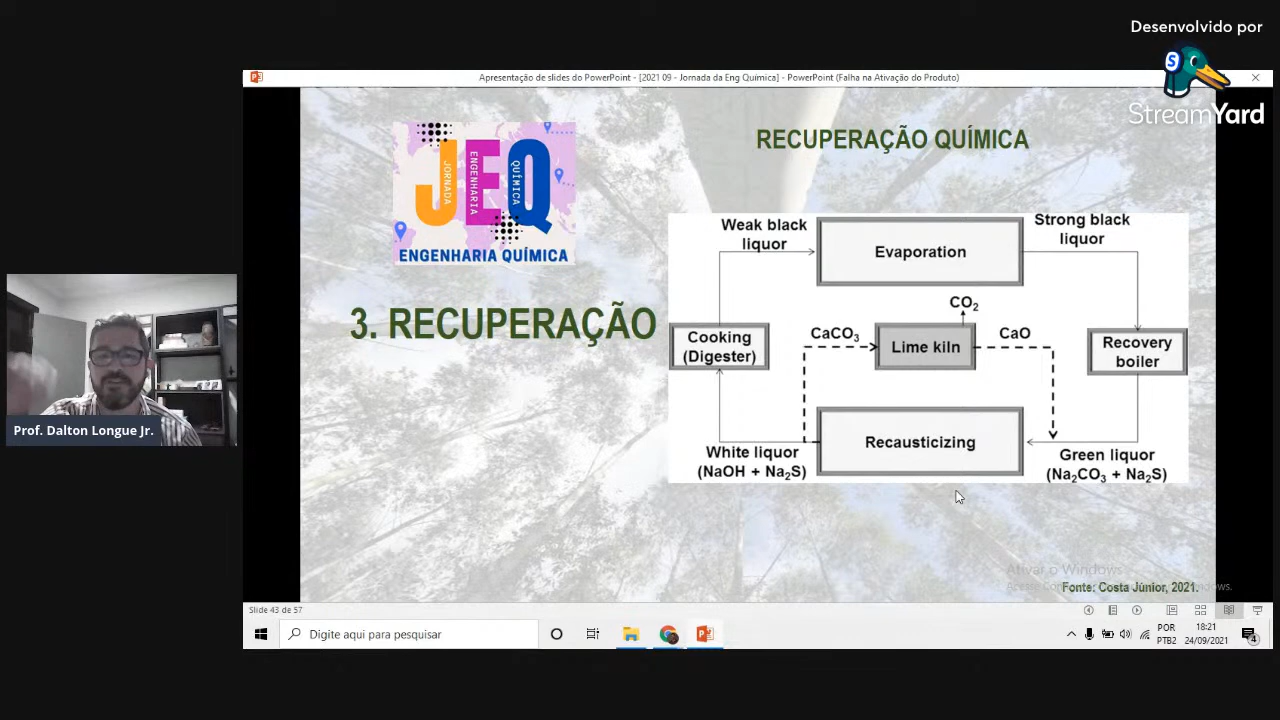 Desenvolvido por
StreamYard
Apresentação de slides do PowerPoint - [2021 09 - Jornada da Eng Química] - PowerPoint (Falha na Ativação do Produto)
JORNADA
ENGENHARIA
QUÍMICA
JEQ
ENGENHARIA QUÍMICA
RECUPERAÇÃO QUÍMICA
3. RECUPERAÇÃO
Weak black
liquor
Evaporation
Strong black
liquor
CO2
Cooking
(Digester)
CaCO3
Lime kiln
CaO
Recovery
boiler
White liquor
(NaOH + Na2S)
Recausticizing
Green liquor
(Na2CO3 + Na2S)
Prof. Dalton Longue Jr.
Ativar o Windows
Fonte: Costa Júnior, 2021.
Slide 43 de 57
Digite aqui para pesquisar
POR
PTB2
18:21
24/09/2021
4